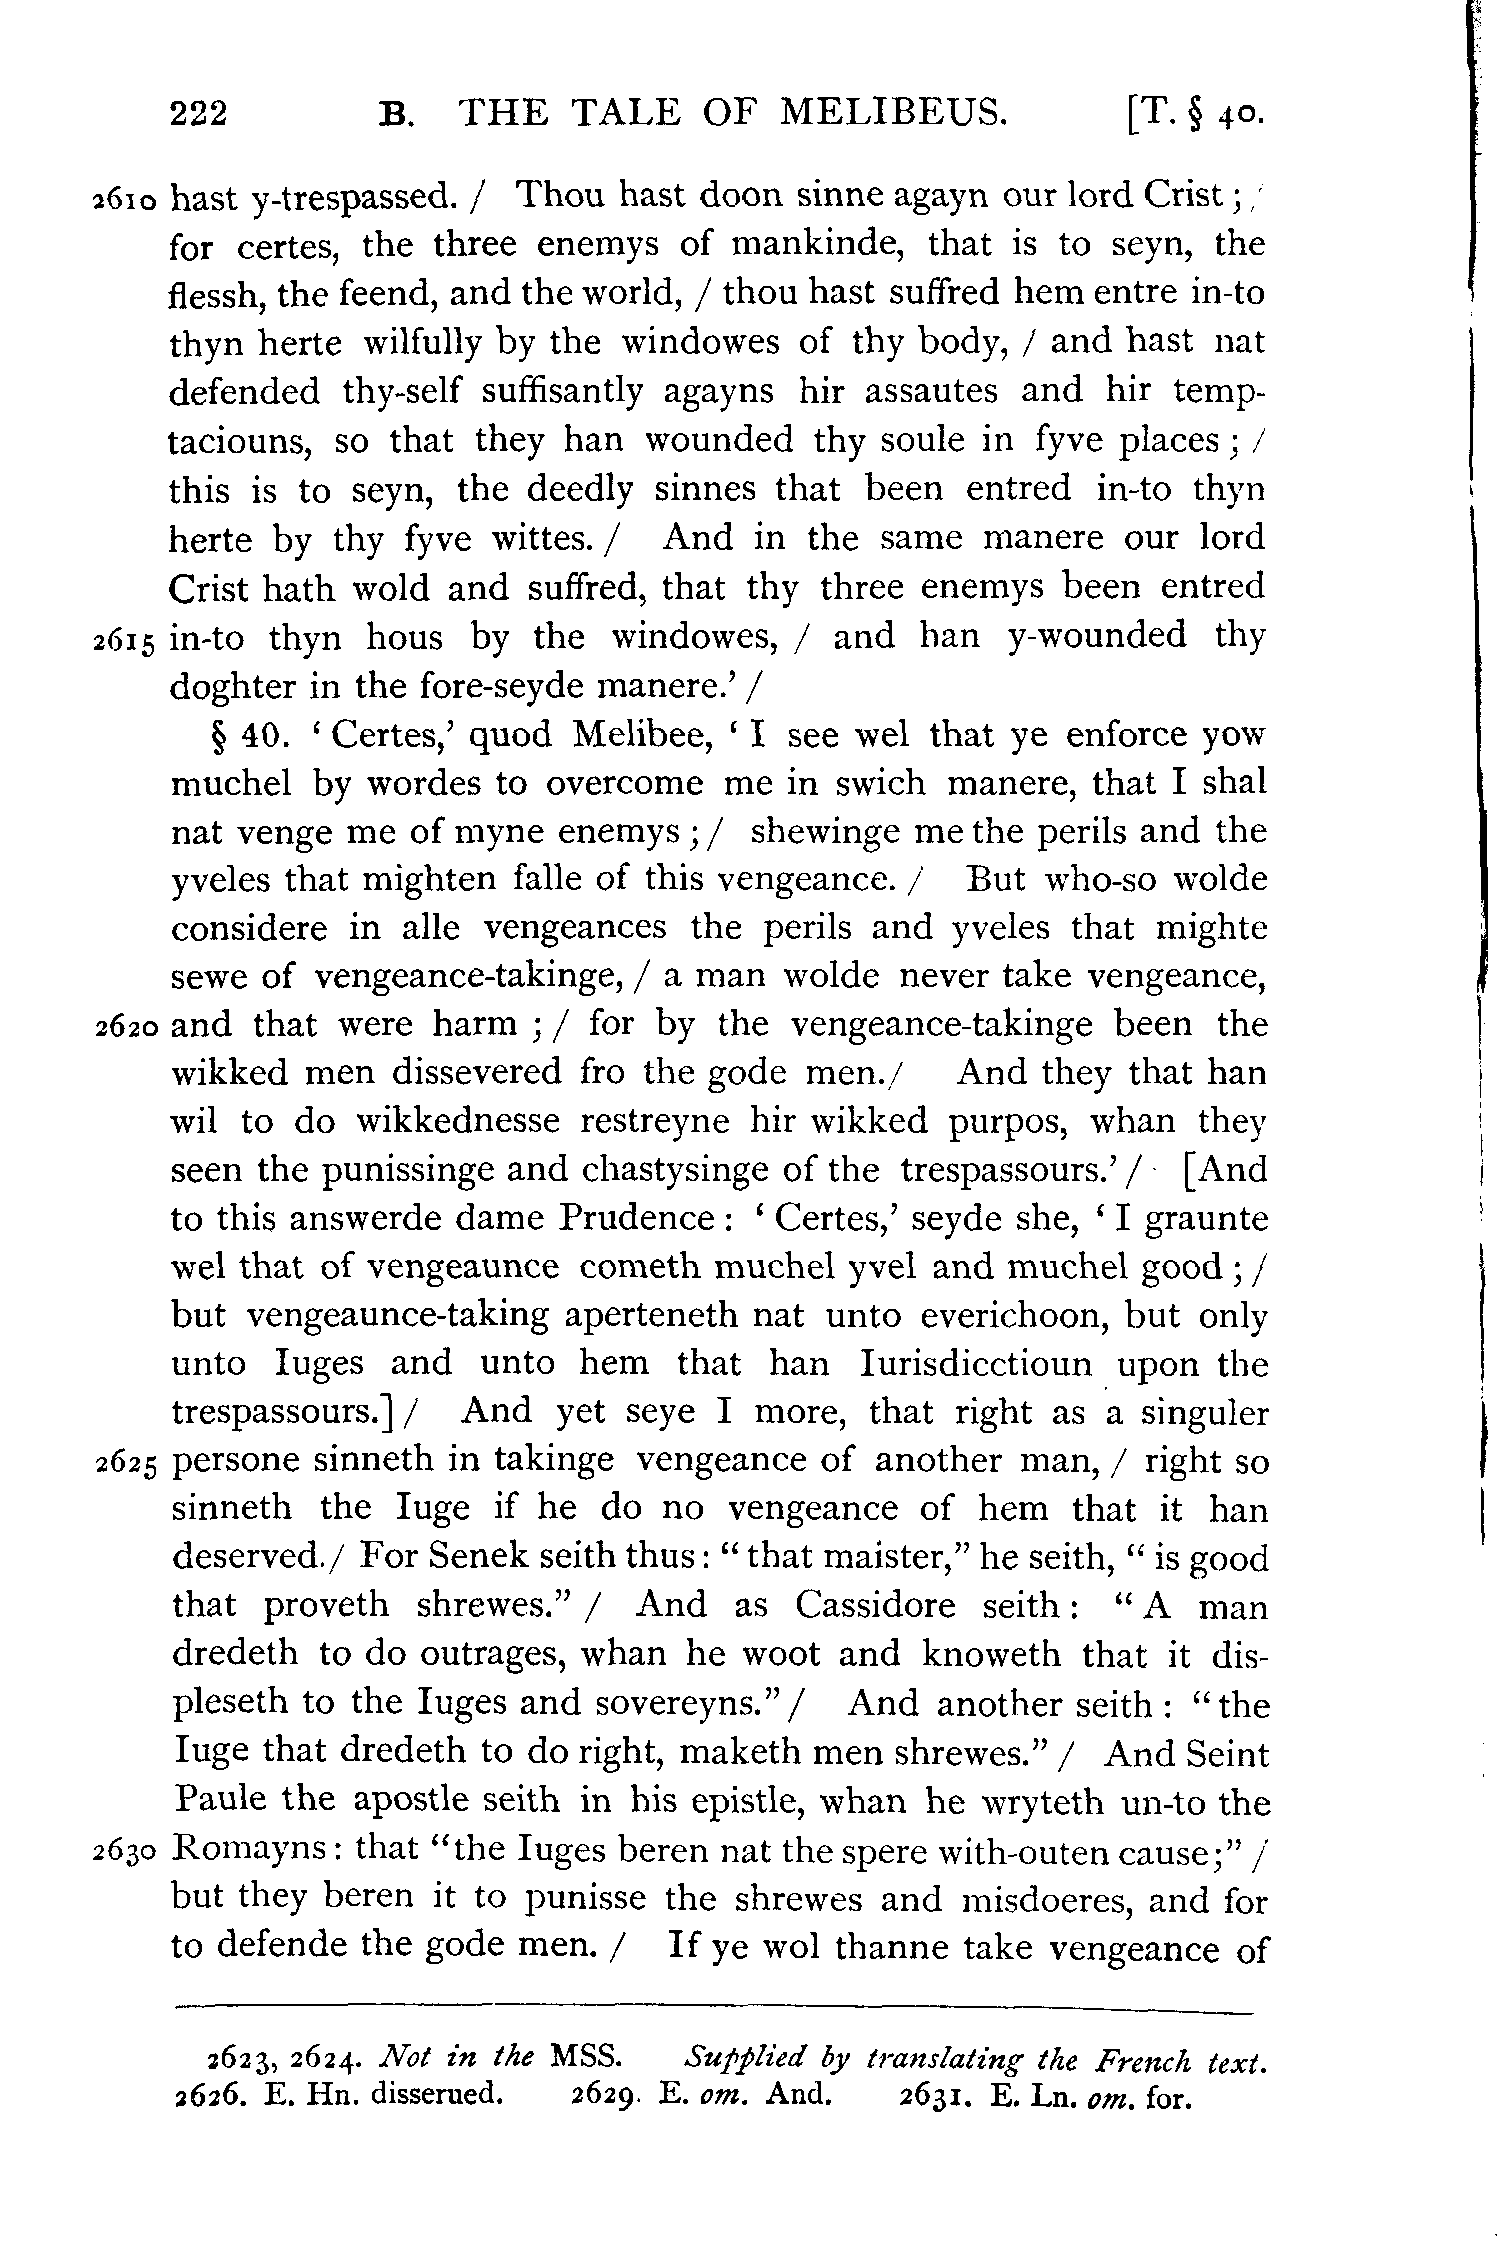 222 B. THE TALE OF MELIBEUS. [T. § 40.
2610 hast y-trespassed. / Thou hast doon sinne agayn our lord Crist ; /
for certes, the three enemys of mankinde, that is to seyn, the
flessh, the feend, and the world, / thou hast suffred hem entre in-to
thyn herte wilfully by the windowes of thy body, / and hast nat
defended thy-self suffisantly agayns hir assautes and hir temp-
taciouns, so that they han wounded thy soule in fyve places ; /
this is to seyn, the deedly sinnes that been entred in-to thyn
herte by thy fyve wittes. / And in the same manere our lord
Crist hath wold and suffred, that thy three enemys been entred
2615 in-to thyn hous by the windowes, / and han y-wounded thy
doghter in the fore-seyde manere.’ /
§ 40. ‘ Certes,’ quod Melibee, ‘ I see wel that ye enforce yow
muchel by wordes to overcome me in swich manere, that I shal
nat venge me of myne enemys ; / shewinge me the perils and the
yveles that mighten falle of this vengeance. / But who-so wolde
considere in alle vengeances the perils and yveles that mighte
sewe of vengeance-takinge, / a man wolde never take vengeance,
2620 and that were harm ; / for by the vengeance-takinge been the
wikked men dissevered fro the gode men. / And they that han
wil to do wikkednesse restreyne hir wikked purpos, whan they
seen the punissinge and chastysinge of the trespassours.’ / [And
to this answerde dame Prudence : ‘ Certes,’ seyde she, ‘ I graunte
wel that of vengeaunce cometh muchel yvel and muchel good ; /
but vengeaunce-taking aperteneth nat unto everichoon, but only
unto Iuges and unto hem that han Iurisdicctioun upon the
trespassours.] / And yet seye I more, that right as a singuler
2625 persone sinneth in takinge vengeance of another man, / right so
sinneth the Iuge if he do no vengeance of hem that it han
deserved. / For Senek seith thus : “ that maister,” he seith, “ is good
that proveth shrewes.” / And as Cassidore seith : “ A man
dredeth to do outrages, whan he woot and knoweth that it dis-
pleseth to the Iuges and sovereyns.” / And another seith : “ the
Iuge that dredeth to do right, maketh men shrewes.” / And Seint
Paule the apostle seith in his epistle, whan he wryteth un-to the
2630 Romayns : that “the Iuges beren nat the spere with-outen cause;” /
but they beren it to punisse the shrewes and misdoeres, and for
to defende the gode men. / If ye wol thanne take vengeance of
2623, 2624. Not in the MSS. Supplied by translating the French text.
2626. E. Hn. disserued. 2629. E. om. And. 2631. E. Ln. om. for.